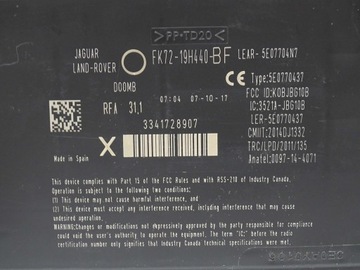 >PP-TD20<
JAGUAR
LAND-ROVER
FK72-19H440-BF
LEAR-5E07704N7
DOOMB
Type:5E0770437
FCC ID:KOBJBG10B
IC:3521A-JBG10B
LER-5E0770437
CMIIT:2014DJ1332
TRC/LPD/2011/135
Anatel:0097-14-4071
RFA 31,1
07:04 07-10-17
3341728907
X
Made in Spain
This device complies with Part 15 of the FCC Rules and with RSS-210 of Industry Canada.
Operation is subject to the following two conditions:
(1) this device may not cause harmful interference, and
(2) this device must accept any interference received, including interference that may cause
undesired operation.
WARNING:Changes or modifications not expressively approved by the party responsible for compliance
could void the user's authority to operate the equipment. The term "IC:" before the radio
certification number only signifies that Industry Canada technical specifications were met.